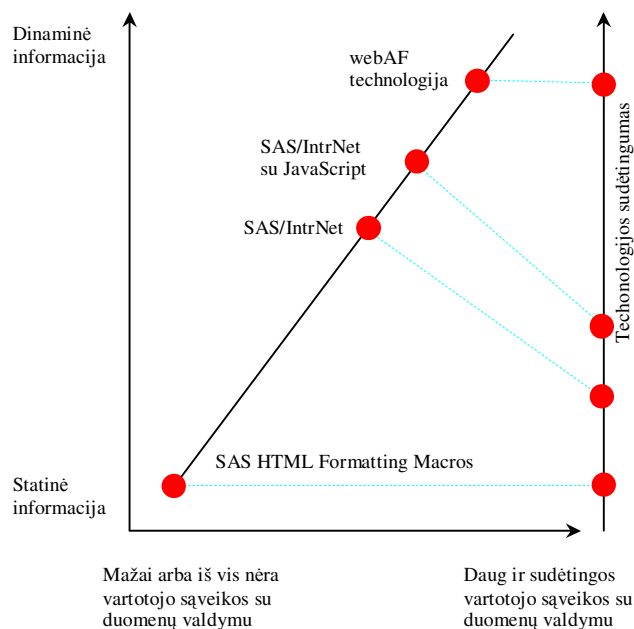 Dinaminė
informacija
webAF
technologija
SAS/IntrNet
su JavaScript
SAS/IntrNet
Techonologijos sudėtingumas
SAS HTML Formatting Macros
Statinė
informacija
Mažai arba iš vis nėra
vartotojo sąveikos su
duomenų valdymu
Daug ir sudėtingos
vartotojo sąveikos su
duomenų valdymu